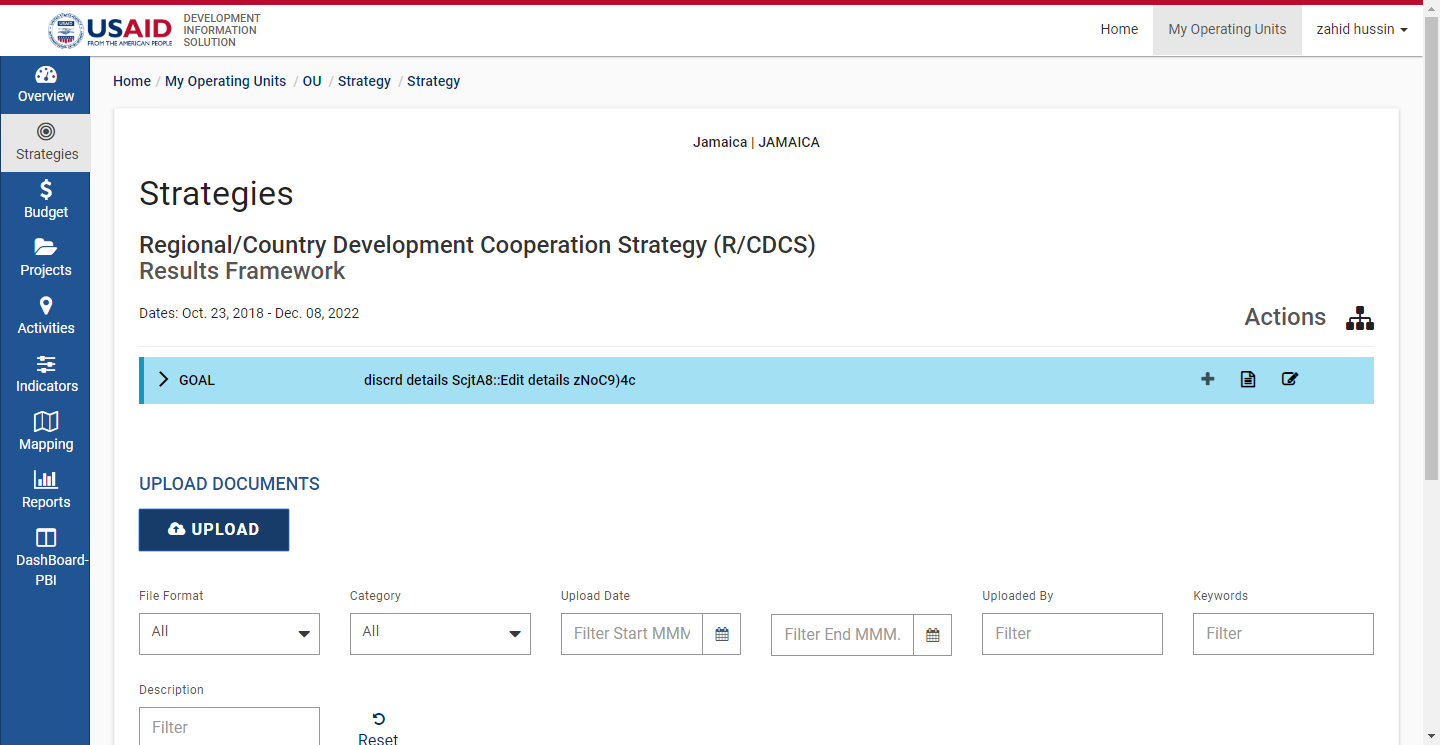 USAID
FROM THE AMERICAN PEOPLE
DEVELOPMENT
INFORMATION
SOLUTION
Home
My Operating Units
zahid hussin
Overview
Strategies
Budget
Projects
Activities
Indicators
Mapping
Reports
DashBoard-
PBI
Home / My Operating Units / OU / Strategy / Strategy
Jamaica | JAMAICA
Strategies
Regional/Country Development Cooperation Strategy (R/CDCS)
Results Framework
Dates: Oct. 23, 2018 - Dec. 08, 2022
Actions
GOAL discrd details ScjtA8::Edit details zNoC9)4c
UPLOAD DOCUMENTS
UPLOAD
File Format
Category
Upload Date
Uploaded By
Keywords
All
All
Filter Start MMM
Filter End MMM.
Filter
Filter
Description
Filter
Reset